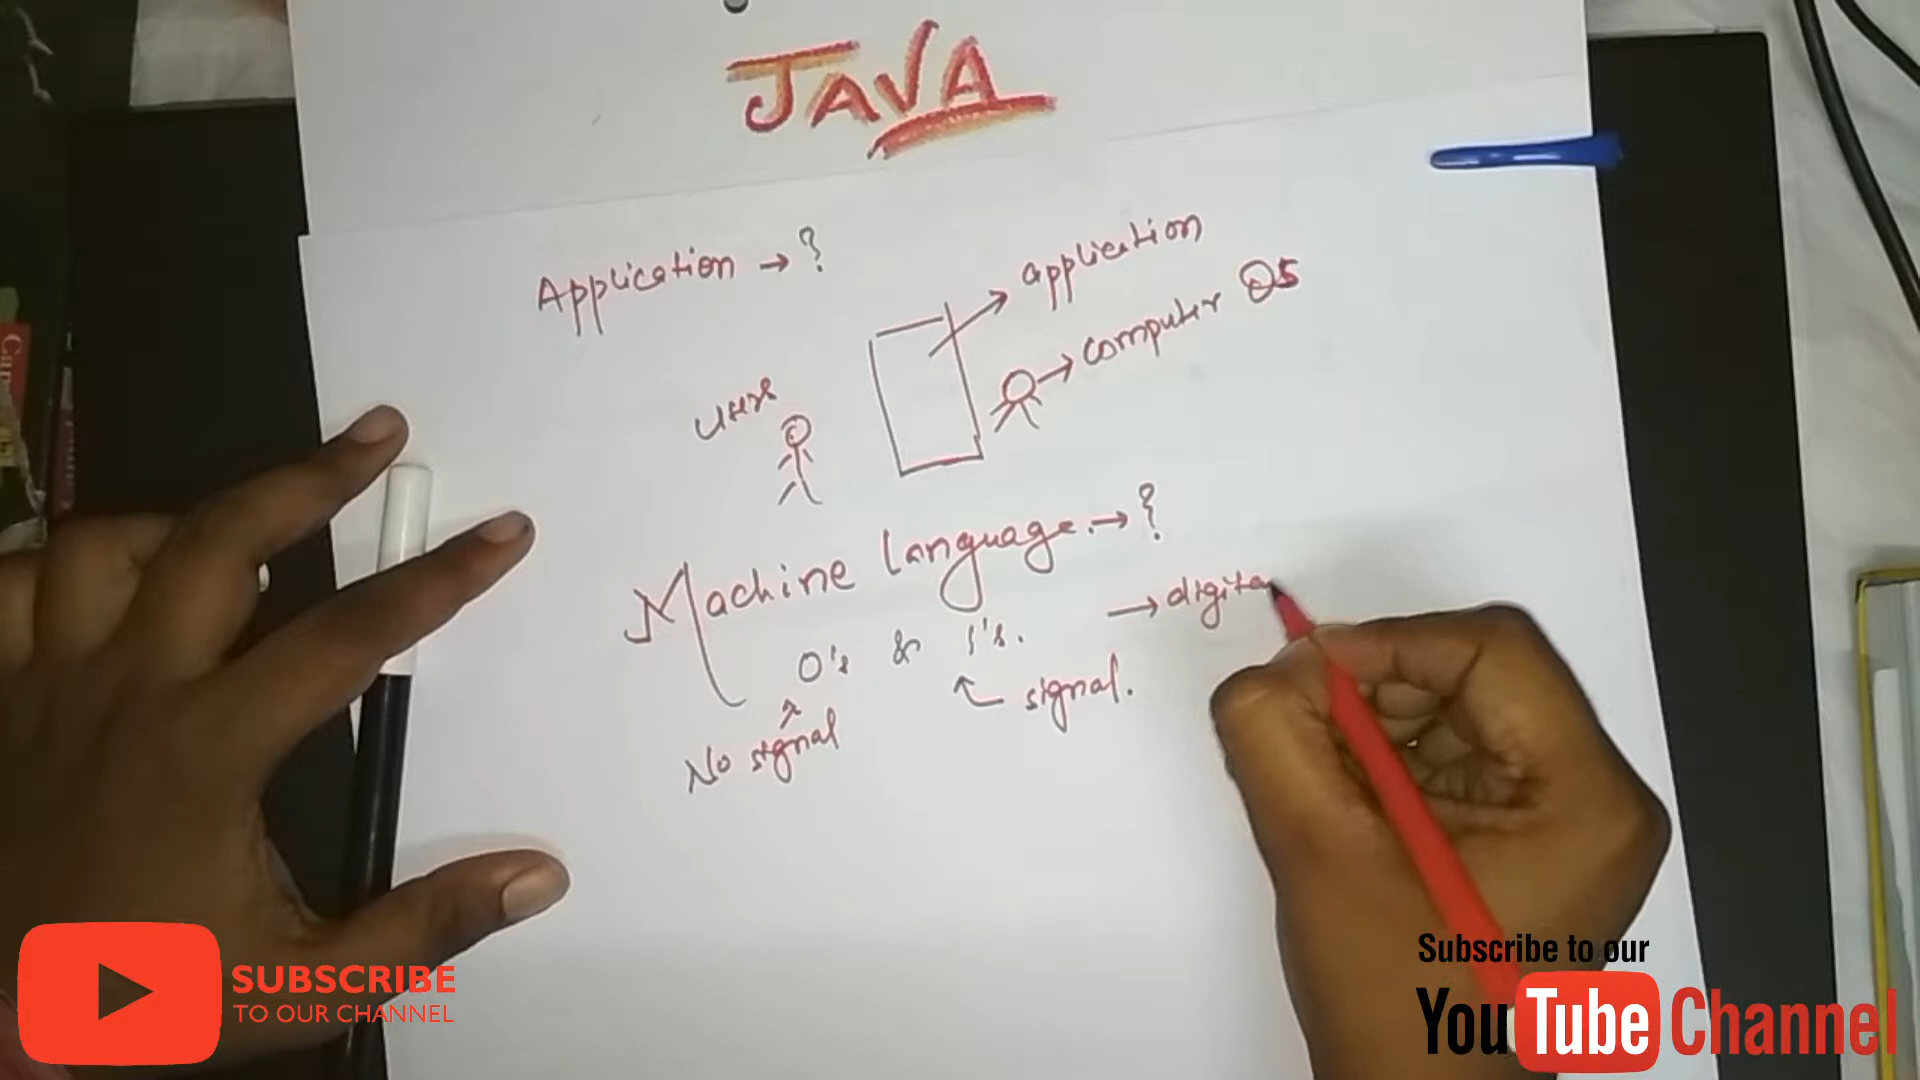 JAVA
Application → ?
application
computer OS
users
Machine language. → ?
→ digita
0's & 1's.
signal.
No signal
SUBSCRIBE
TO OUR CHANNEL
Subscribe to our
YouTube Channel